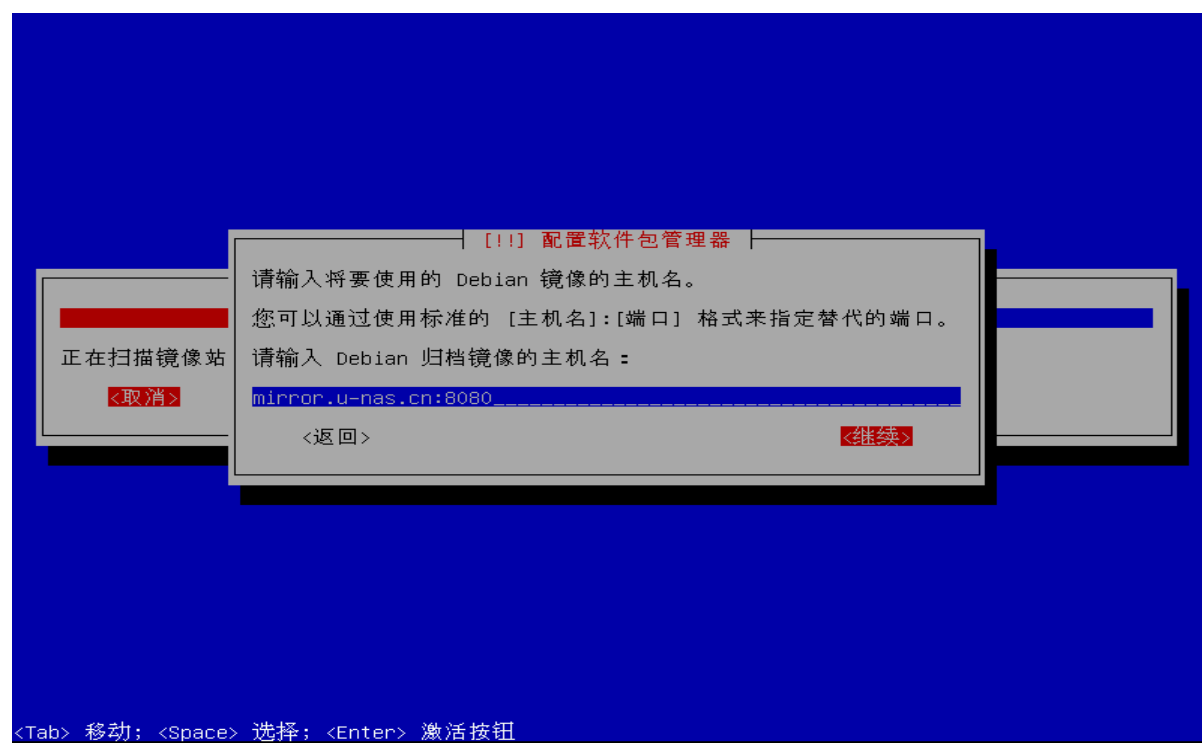 [!!] 配置软件包管理器
请输入将要使用的 Debian 镜像的主机名。
您可以通过使用标准的 [主机名]:[端口] 格式来指定替代的端口。
正在扫描镜像站
请输入 Debian 归档镜像的主机名：
<取消>
mirror.u-nas.cn:8080
<返回>
<继续>
<Tab> 移动; <Space> 选择; <Enter> 激活按钮